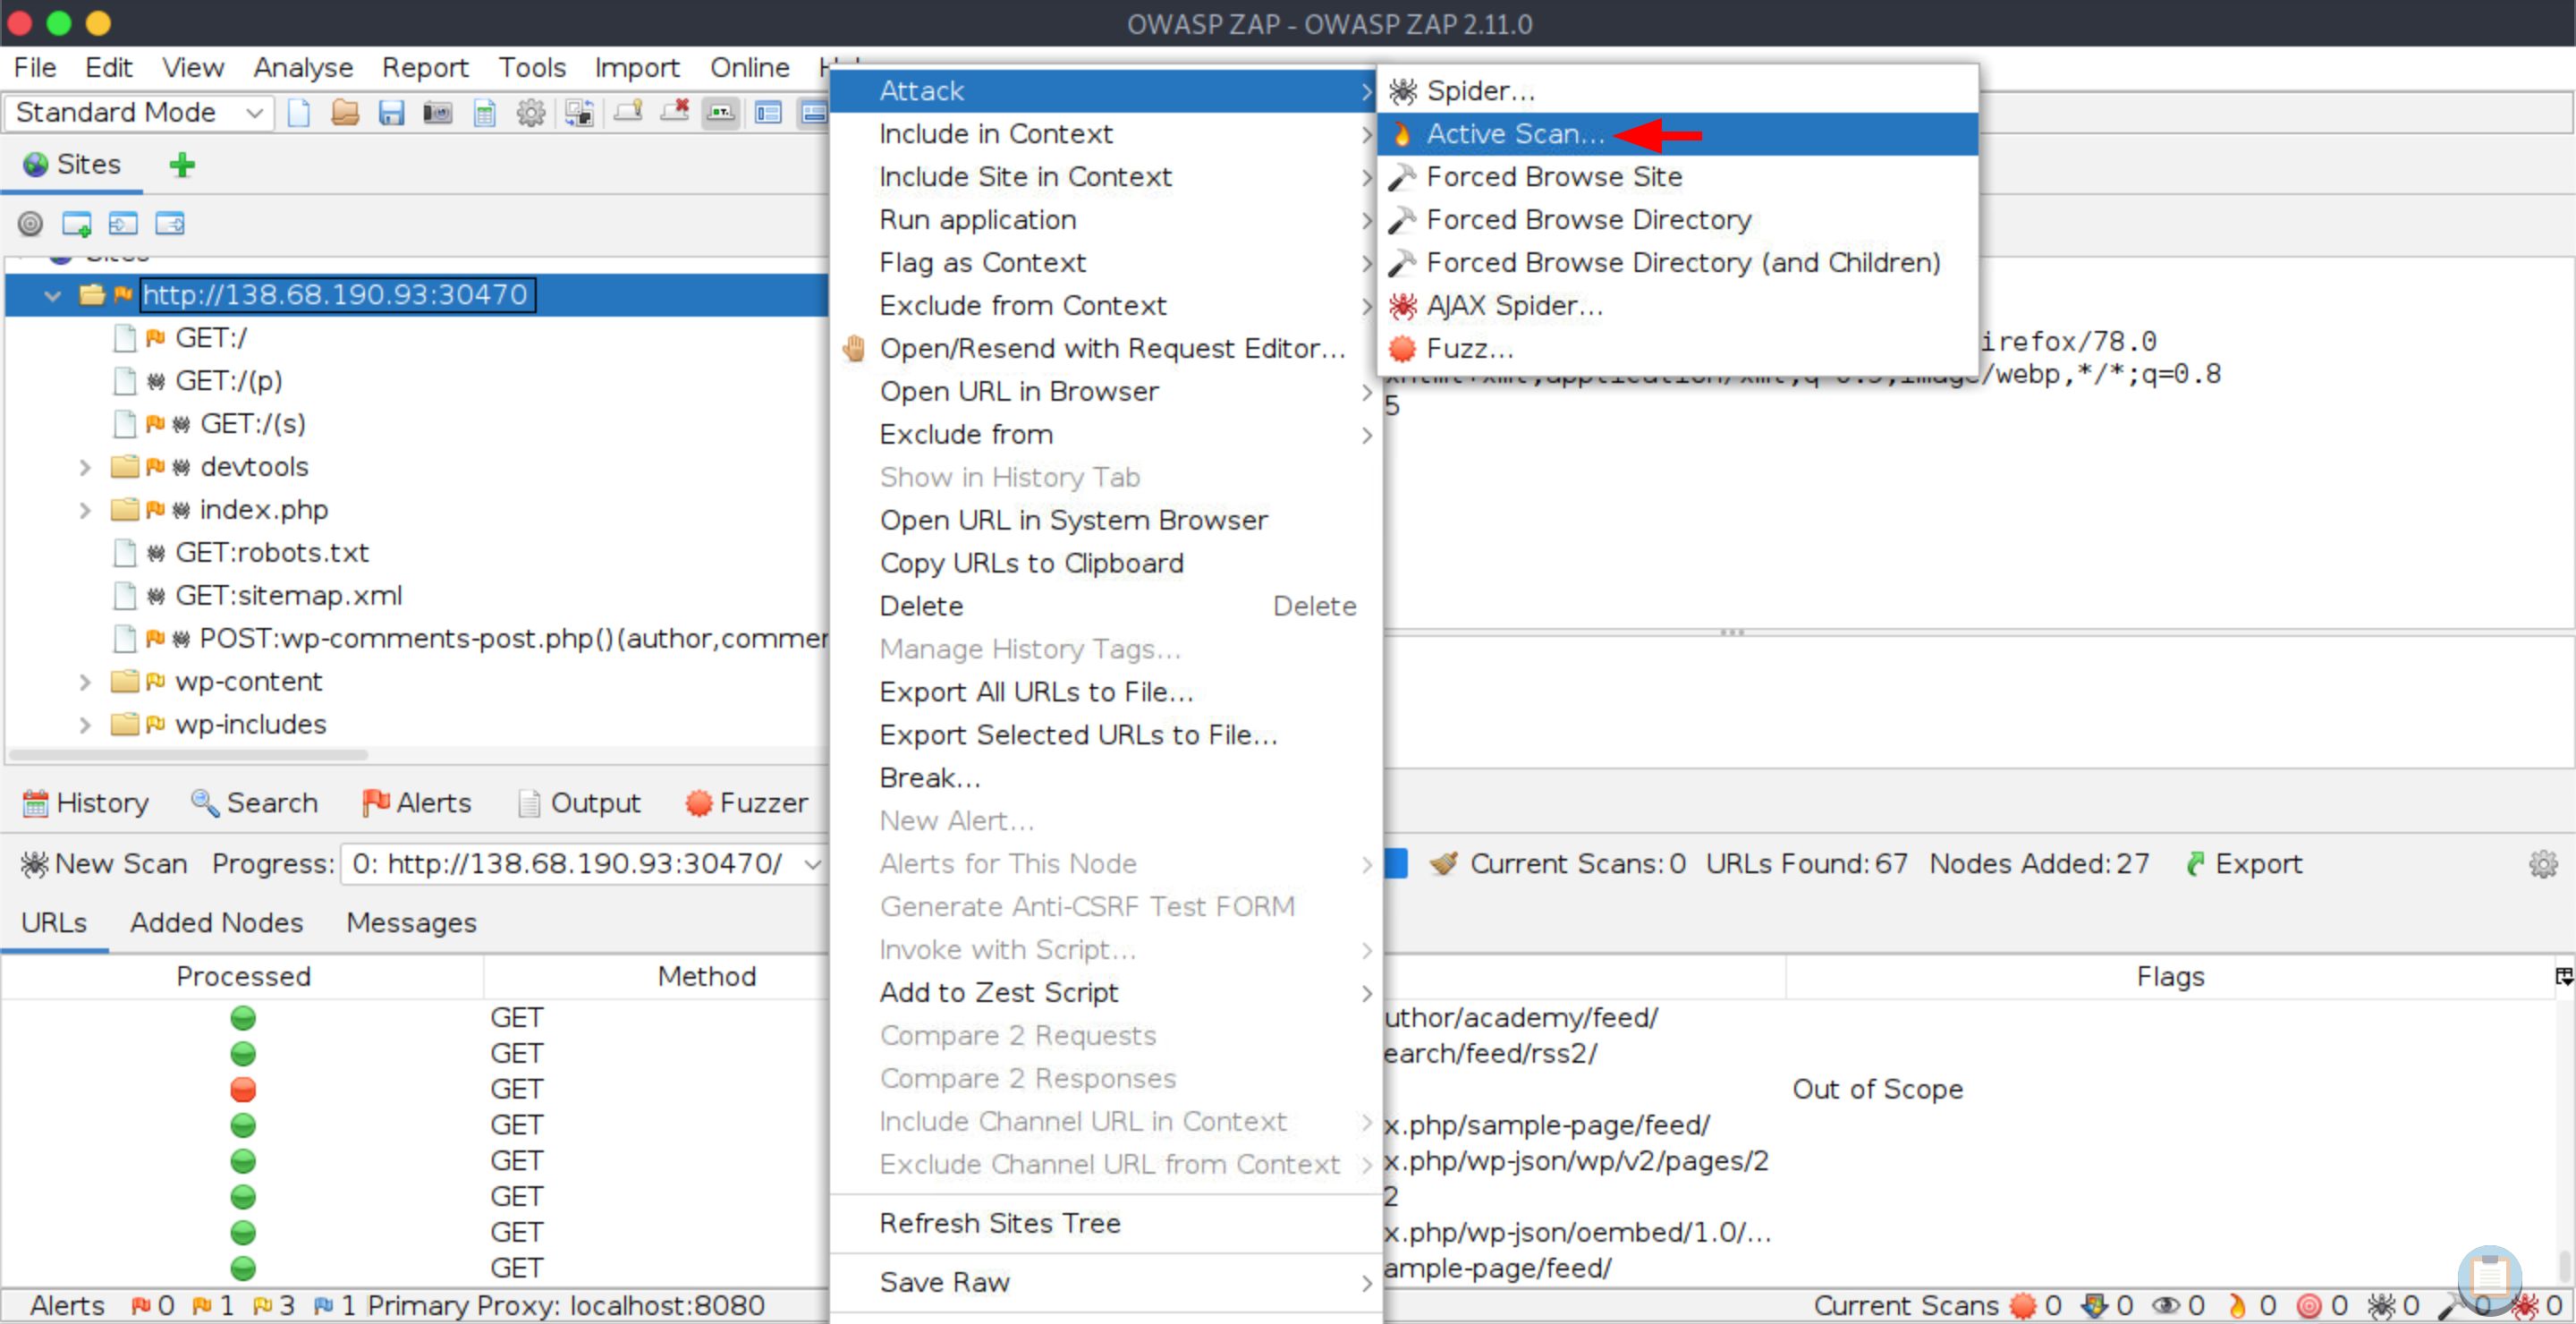 OWASP ZAP - OWASP ZAP 2.11.0
File Edit View Analyse Report Tools Import Online
Standard Mode
Sites
http://138.68.190.93:30470
GET:/
GET:/(p)
GET:/(s)
devtools
index.php
GET:robots.txt
GET:sitemap.xml
POST:wp-comments-post.php()(author,commer
wp-content
wp-includes
Attack
Include in Context
Include Site in Context
Run application
Flag as Context
Exclude from Context
Open/Resend with Request Editor...
Open URL in Browser
Exclude from
Show in History Tab
Open URL in System Browser
Copy URLs to Clipboard
Delete Delete
Manage History Tags...
Export All URLs to File...
Export Selected URLs to File...
Break...
New Alert...
Alerts for This Node
Generate Anti-CSRF Test FORM
Invoke with Script...
Add to Zest Script
Compare 2 Requests
Compare 2 Responses
Include Channel URL in Context
Exclude Channel URL from Context
Refresh Sites Tree
Save Raw
Spider...
Active Scan...
Forced Browse Site
Forced Browse Directory
Forced Browse Directory (and Children)
AJAX Spider...
Fuzz...
irefox/78.0
/webp,*/*;q=0.8
5
History Search Alerts Output Fuzzer
New Scan Progress: 0: http://138.68.190.93:30470/ Current Scans: 0 URLs Found: 67 Nodes Added: 27 Export
URLs Added Nodes Messages
Processed Method Flags
GET uthor/academy/feed/
GET earch/feed/rss2/
GET Out of Scope
GET x.php/sample-page/feed/
GET x.php/wp-json/wp/v2/pages/2
GET 2
GET x.php/wp-json/oembed/1.0/...
GET ample-page/feed/
Alerts 0 1 3 1 Primary Proxy: localhost:8080 Current Scans 0 0 0 0 0 0 0 0